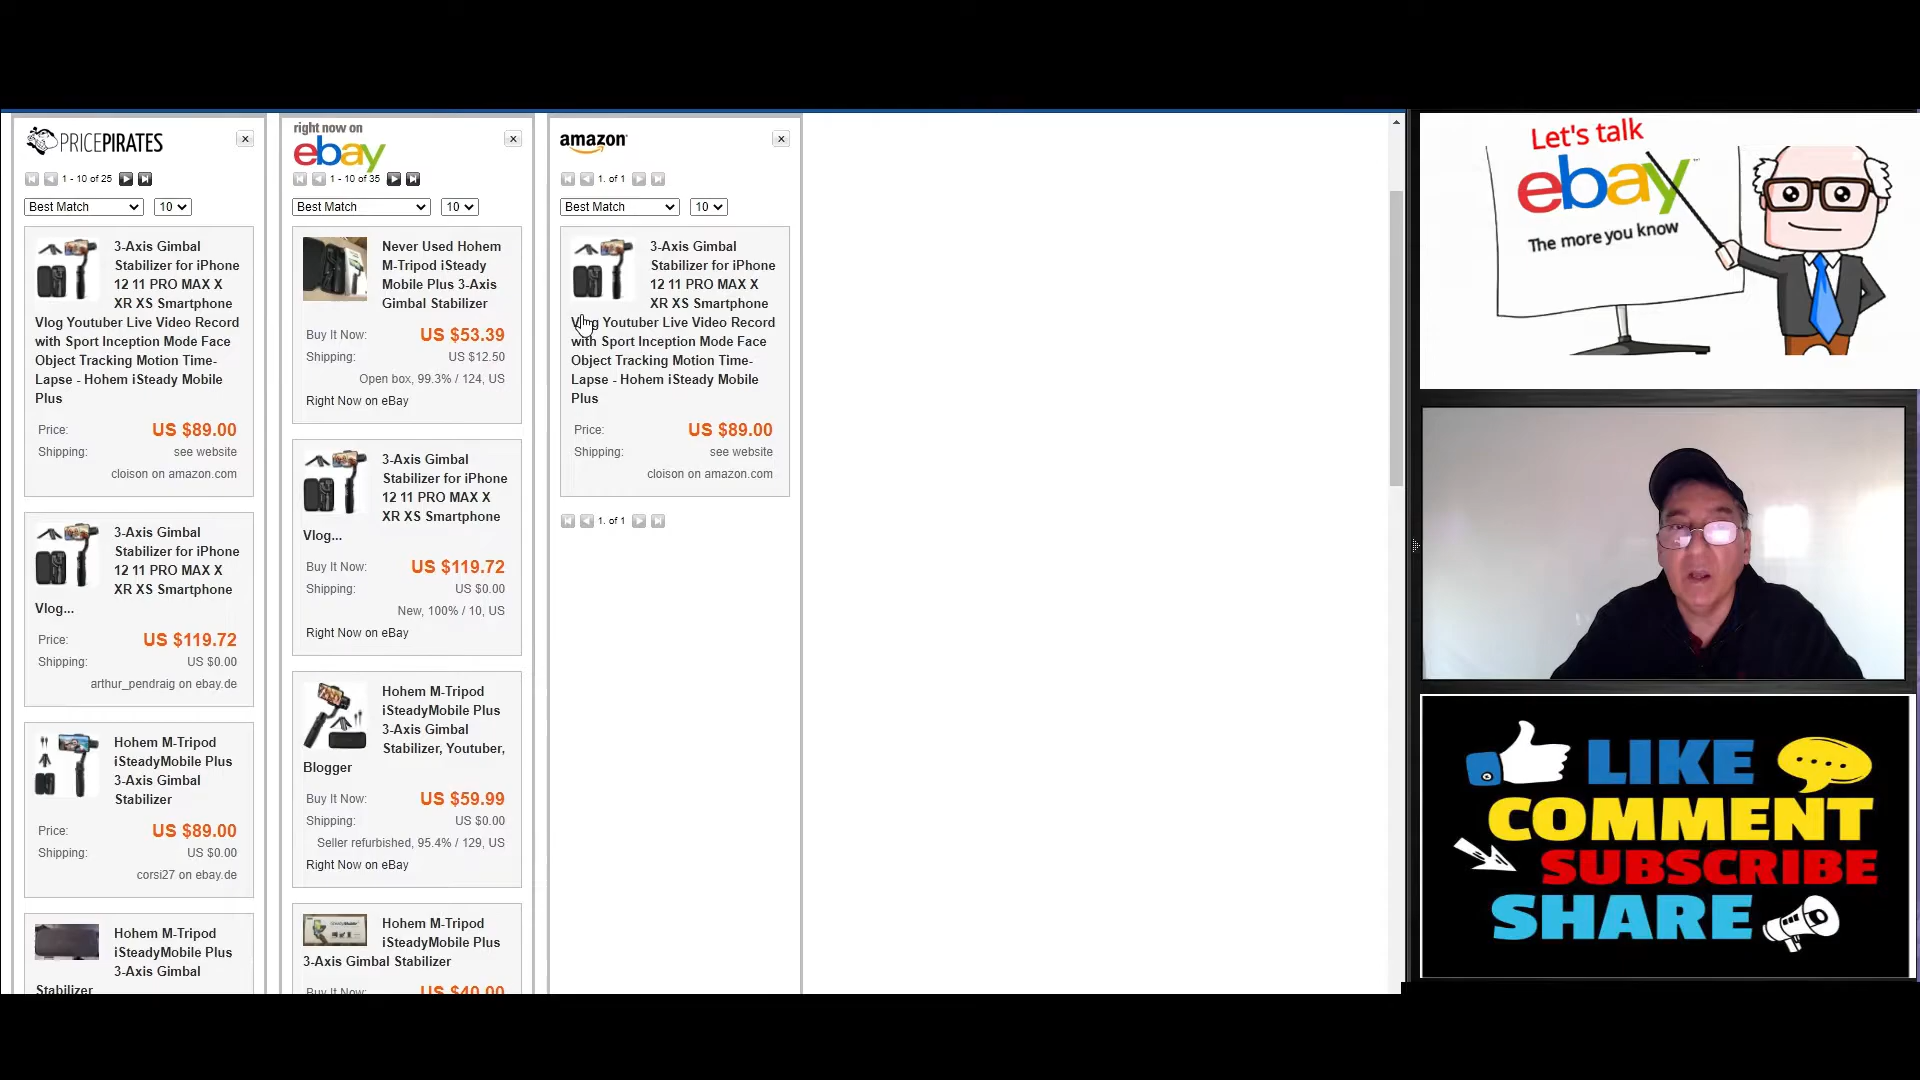 PRICEPIRATES
1 - 10 of 25
Best Match
10
3-Axis Gimbal
Stabilizer for iPhone
12 11 PRO MAX X
XR XS Smartphone
Vlog Youtuber Live Video Record
with Sport Inception Mode Face
Object Tracking Motion Time-
Lapse - Hohem iSteady Mobile
Plus
Price: US $89.00
Shipping: see website
cloison on amazon.com
3-Axis Gimbal
Stabilizer for iPhone
12 11 PRO MAX X
XR XS Smartphone
Vlog...
Price: US $119.72
Shipping: US $0.00
arthur_pendraig on ebay.de
Hohem M-Tripod
iSteadyMobile Plus
3-Axis Gimbal
Stabilizer
Price: US $89.00
Shipping: US $0.00
corsi27 on ebay.de
Hohem M-Tripod
iSteadyMobile Plus
3-Axis Gimbal
Stabilizer
right now on
ebay
1 - 10 of 35
Best Match
10
Never Used Hohem
M-Tripod iSteady
Mobile Plus 3-Axis
Gimbal Stabilizer
Buy It Now: US $53.39
Shipping: US $12.50
Open box, 99.3% / 124, US
Right Now on eBay
3-Axis Gimbal
Stabilizer for iPhone
12 11 PRO MAX X
XR XS Smartphone
Vlog...
Buy It Now: US $119.72
Shipping: US $0.00
New, 100% / 10, US
Right Now on eBay
Hohem M-Tripod
iSteadyMobile Plus
3-Axis Gimbal
Stabilizer, Youtuber,
Blogger
Buy It Now: US $59.99
Shipping: US $0.00
Seller refurbished, 95.4% / 129, US
Right Now on eBay
Hohem M-Tripod
iSteadyMobile Plus
3-Axis Gimbal Stabilizer
Buy It Now: US $40.00
amazon
1. of 1
Best Match
10
3-Axis Gimbal
Stabilizer for iPhone
12 11 PRO MAX X
XR XS Smartphone
Vlog Youtuber Live Video Record
with Sport Inception Mode Face
Object Tracking Motion Time-
Lapse - Hohem iSteady Mobile
Plus
Price: US $89.00
Shipping: see website
cloison on amazon.com
1. of 1
Let's talk
ebay
The more you know
LIKE
COMMENT
SUBSCRIBE
SHARE